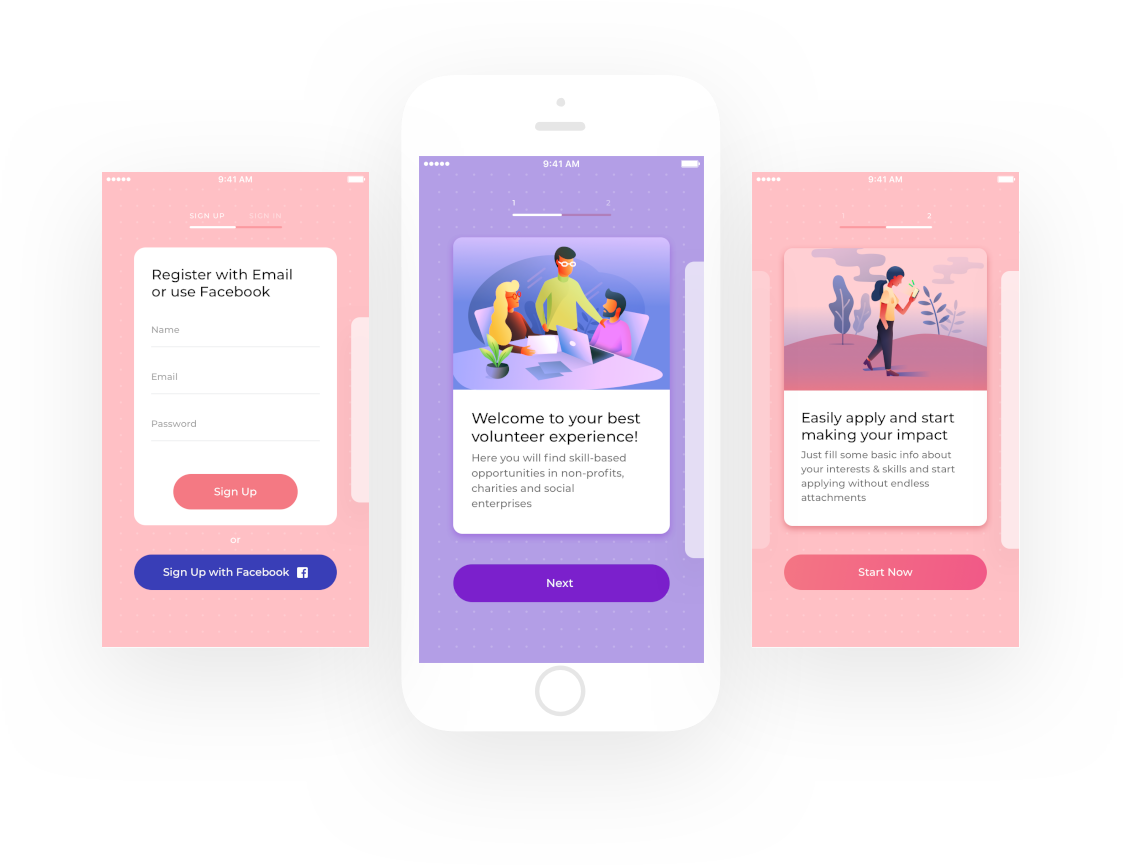 9:41 AM
SIGN UP SIGN IN
Register with Email
or use Facebook
Name
Email
Password
Sign Up
or
Sign Up with Facebook
9:41 AM
1 2
Welcome to your best
volunteer experience!
Here you will find skill-based
opportunities in non-profits,
charities and social
enterprises
Next
9:41 AM
1 2
Easily apply and start
making your impact
Just fill some basic info about
your interests & skills and start
applying without endless
attachments
Start Now